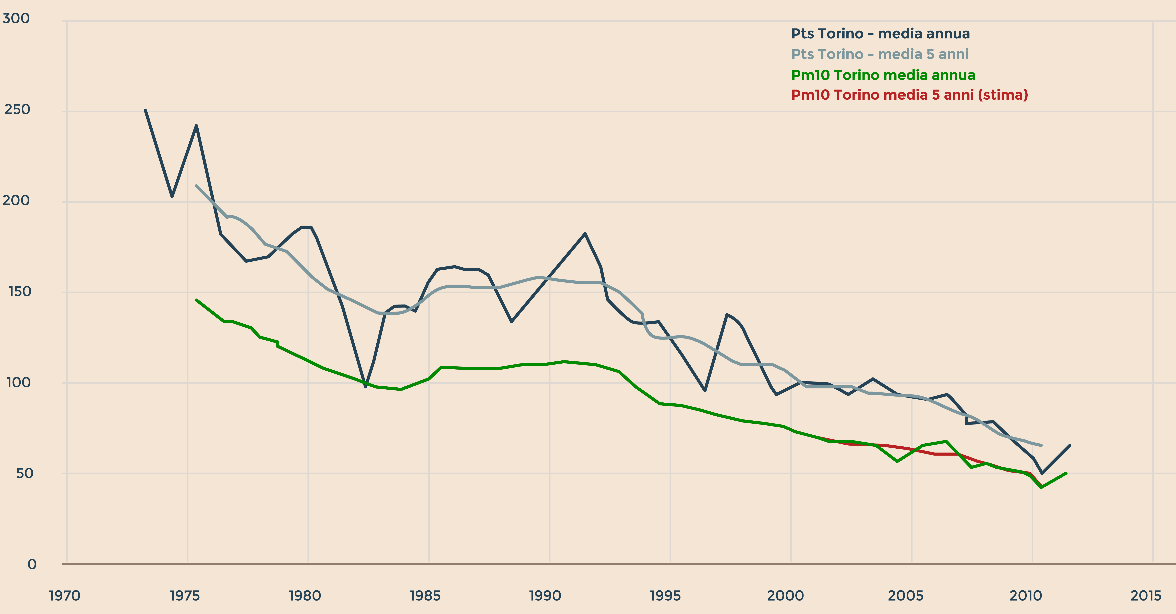 300
Pts Torino - media annua
Pts Torino - media 5 anni
Pm10 Torino media annua
Pm10 Torino media 5 anni (stima)
250
200
150
100
50
0
1970 1975 1980 1985 1990 1995 2000 2005 2010 2015